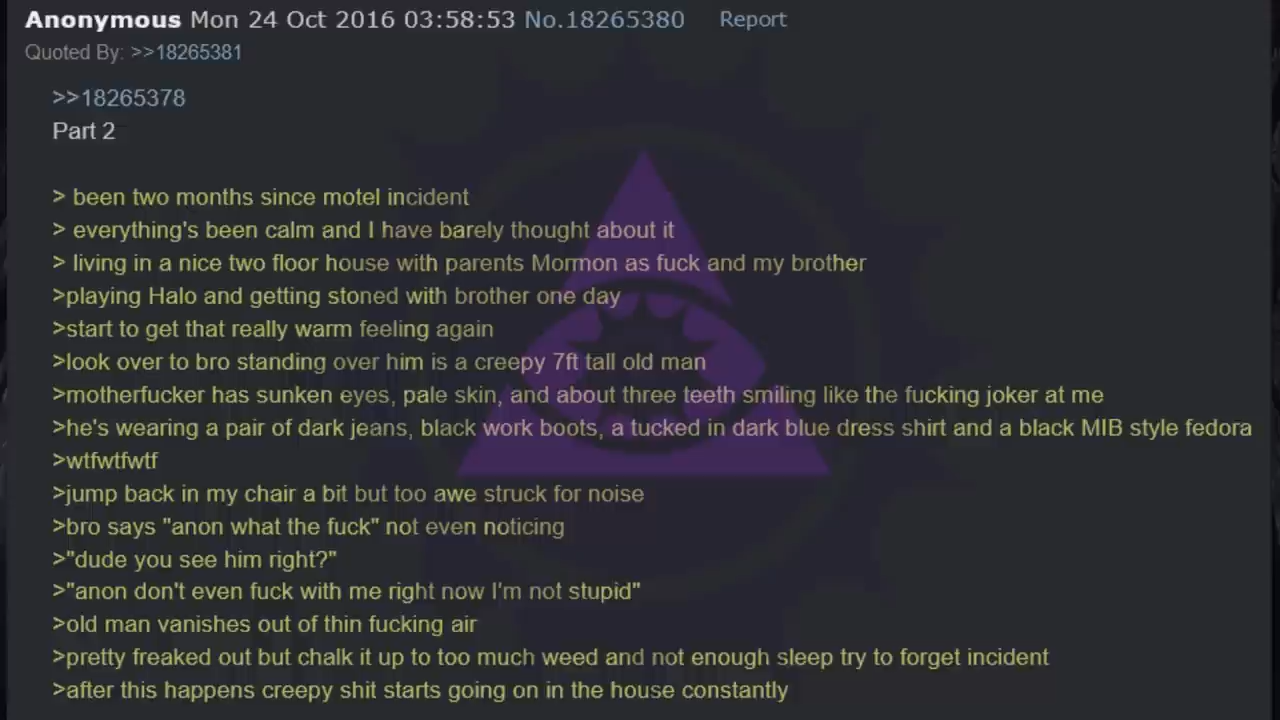 Anonymous Mon 24 Oct 2016 03:58:53 No.18265380 Report
Quoted By: >>18265381
>>18265378
Part 2
> been two months since motel incident
> everything's been calm and I have barely thought about it
> living in a nice two floor house with parents Mormon as fuck and my brother
>playing Halo and getting stoned with brother one day
>start to get that really warm feeling again
>look over to bro standing over him is a creepy 7ft tall old man
>motherfucker has sunken eyes, pale skin, and about three teeth smiling like the fucking joker at me
>he's wearing a pair of dark jeans, black work boots, a tucked in dark blue dress shirt and a black MIB style fedora
>wtfwtfwtf
>jump back in my chair a bit but too awe struck for noise
>bro says "anon what the fuck" not even noticing
>"dude you see him right?"
>"anon don't even fuck with me right now I'm not stupid"
>old man vanishes out of thin fucking air
>pretty freaked out but chalk it up to too much weed and not enough sleep try to forget incident
>after this happens creepy shit starts going on in the house constantly